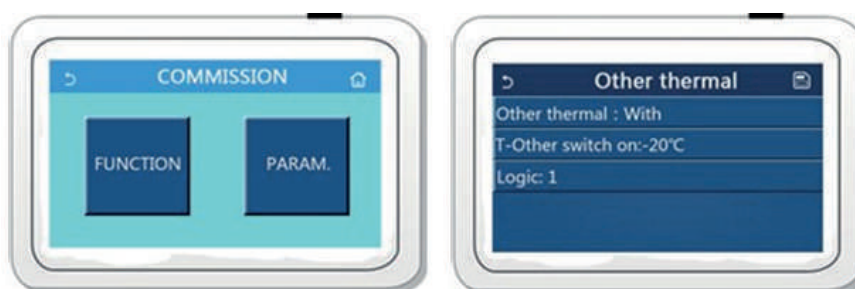 COMMISSION
FUNCTION
PARAM.
Other thermal
Other thermal : With
T-Other switch on:-20℃
Logic: 1